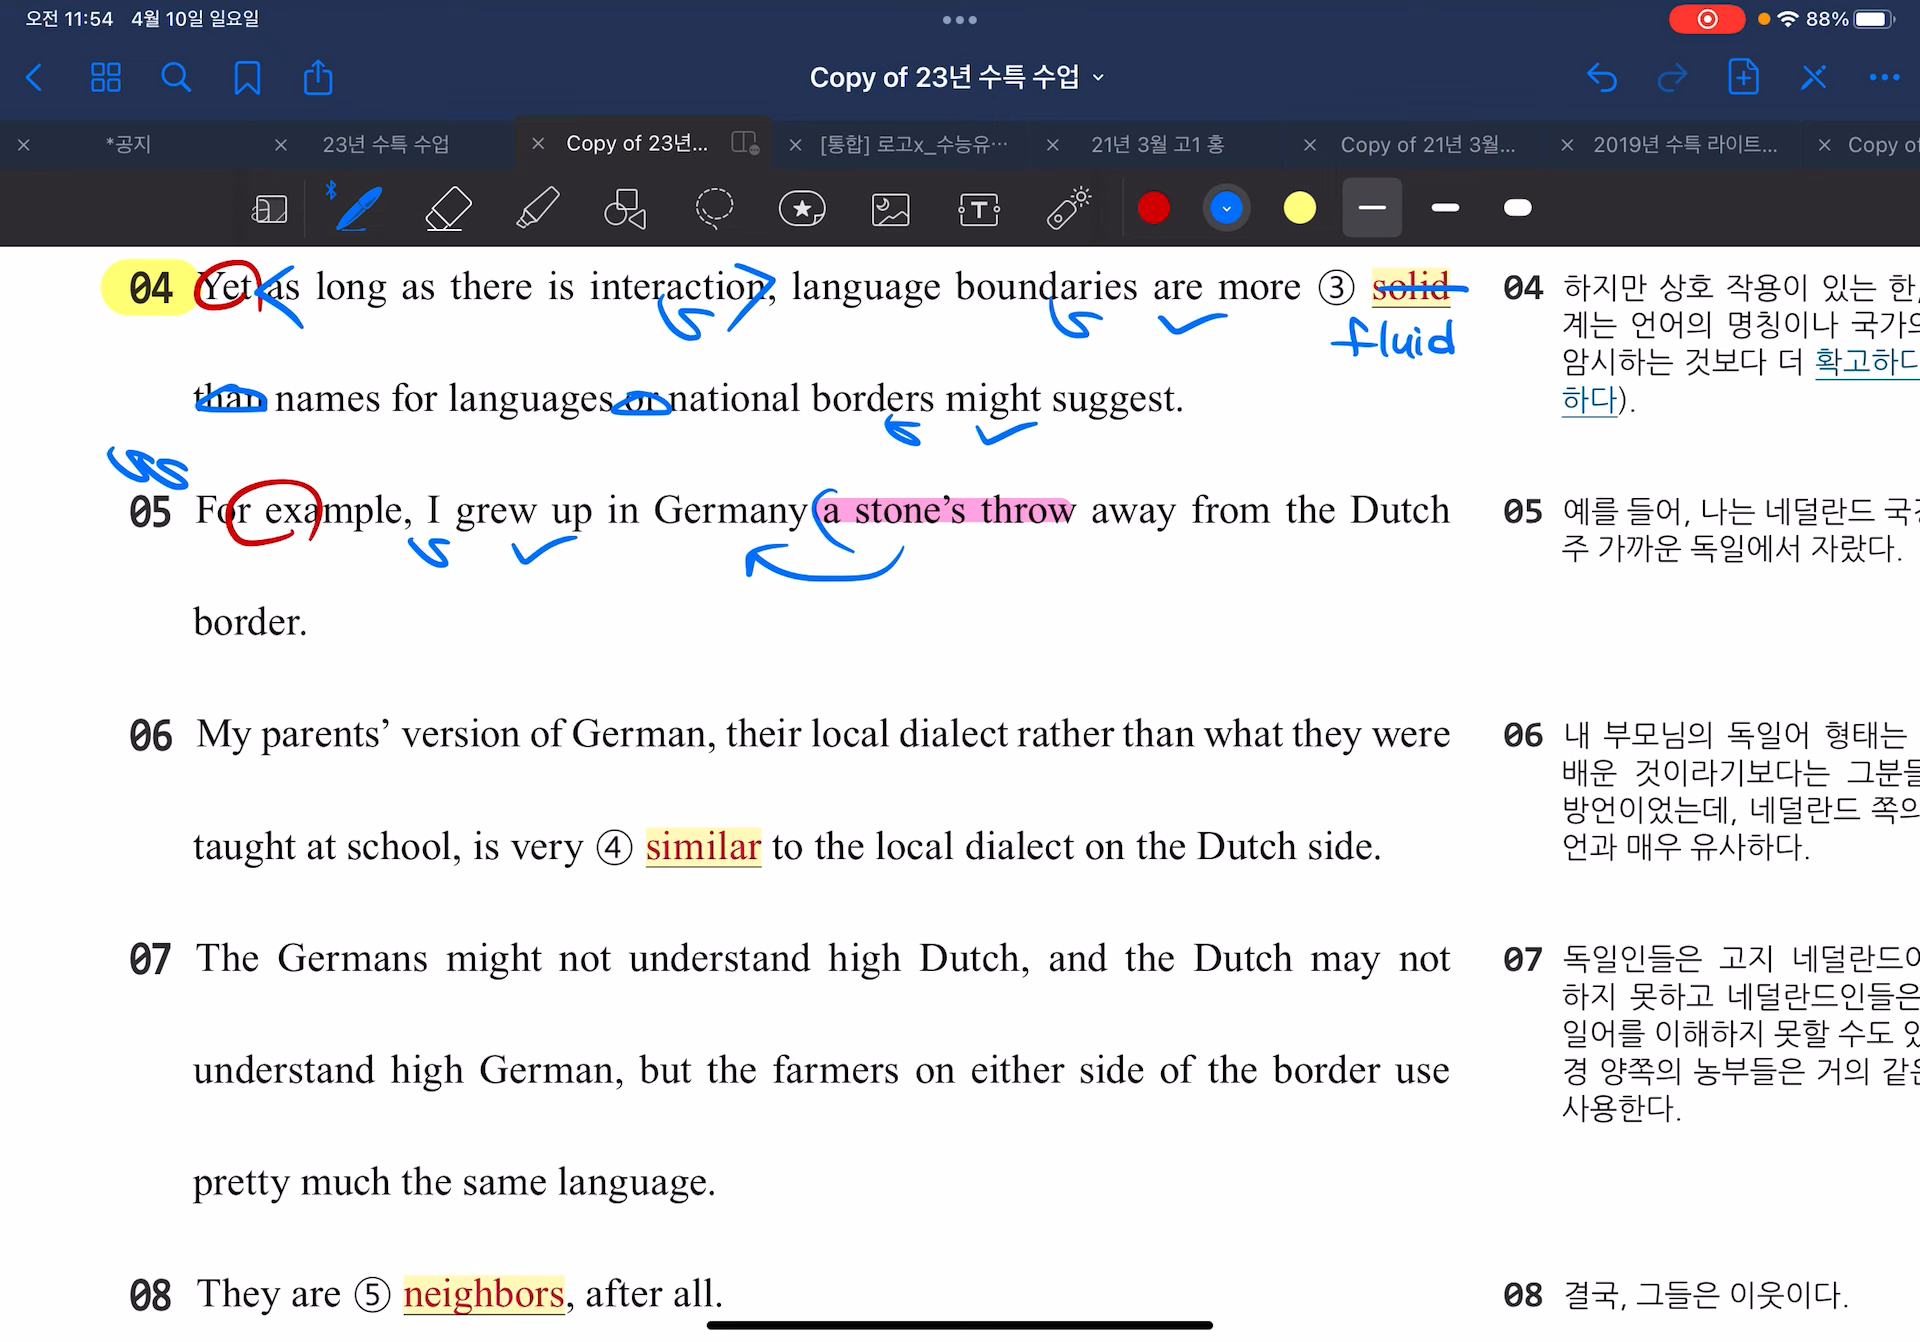 오전 11:54 4월 10일 일요일
88%
Copy of 23년 수특 수업
*공지
23년 수특 수업
Copy of 23년...
[통합] 로고x_수능유...
21년 3월 고1 홍
Copy of 21년 3월...
2019년 수특 라이트...
Copy of
04 Yet as long as there is interaction, language boundaries are more ③ solid
fluid
than names for languages or national borders might suggest.
05 For example, I grew up in Germany a stone's throw away from the Dutch
border.
06 My parents' version of German, their local dialect rather than what they were
taught at school, is very ④ similar to the local dialect on the Dutch side.
07 The Germans might not understand high Dutch, and the Dutch may not
understand high German, but the farmers on either side of the border use
pretty much the same language.
08 They are ⑤ neighbors, after all.
04 하지만 상호 작용이 있는 한,
계는 언어의 명칭이나 국가의
암시하는 것보다 더 확고하다
하다).
05 예를 들어, 나는 네덜란드 국경
주 가까운 독일에서 자랐다.
06 내 부모님의 독일어 형태는
배운 것이라기보다는 그분들
방언이었는데, 네덜란드 쪽의
언과 매우 유사하다.
07 독일인들은 고지 네덜란드어
하지 못하고 네덜란드인들은
일어를 이해하지 못할 수도 있
경 양쪽의 농부들은 거의 같은
사용한다.
08 결국, 그들은 이웃이다.